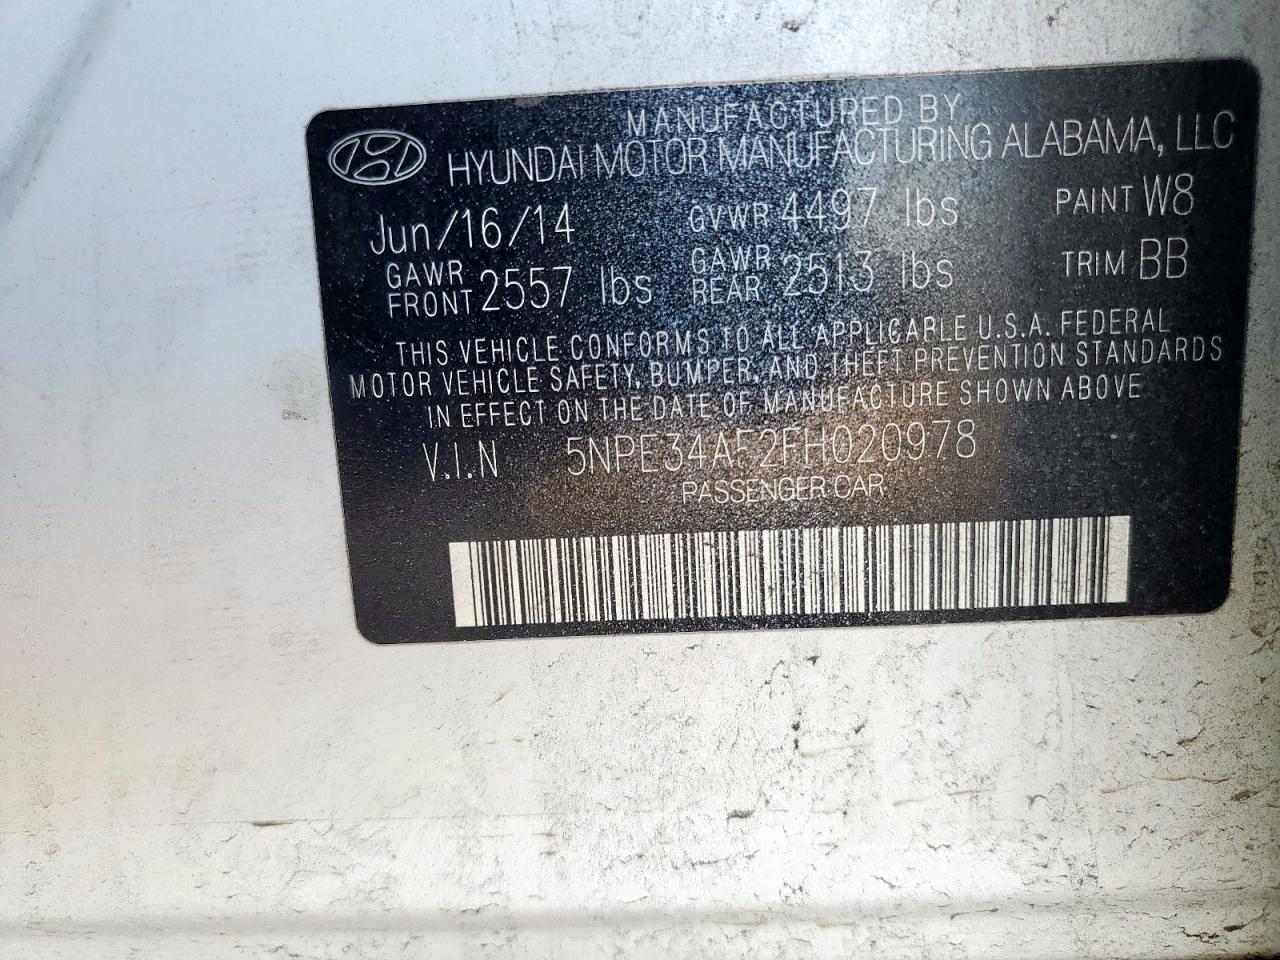 MANUFACTURED BY
HYUNDAI MOTOR MANUFACTURING ALABAMA, LLC
Jun/16/14 GVWR 4497 lbs PAINT W8
GAWR FRONT 2557 lbs GAWR REAR 2513 lbs TRIM BB
THIS VEHICLE CONFORMS TO ALL APPLICARLE U.S.A. FEDERAL
MOTOR VEHICLE SAFETY, BUMPER, AND THEFT PREVENTION STANDARDS
IN EFFECT ON THE DATE OF MANUFACTURE SHOWN ABOVE
V.I.N 5NPE34AF2FH020978
PASSENGER CAR